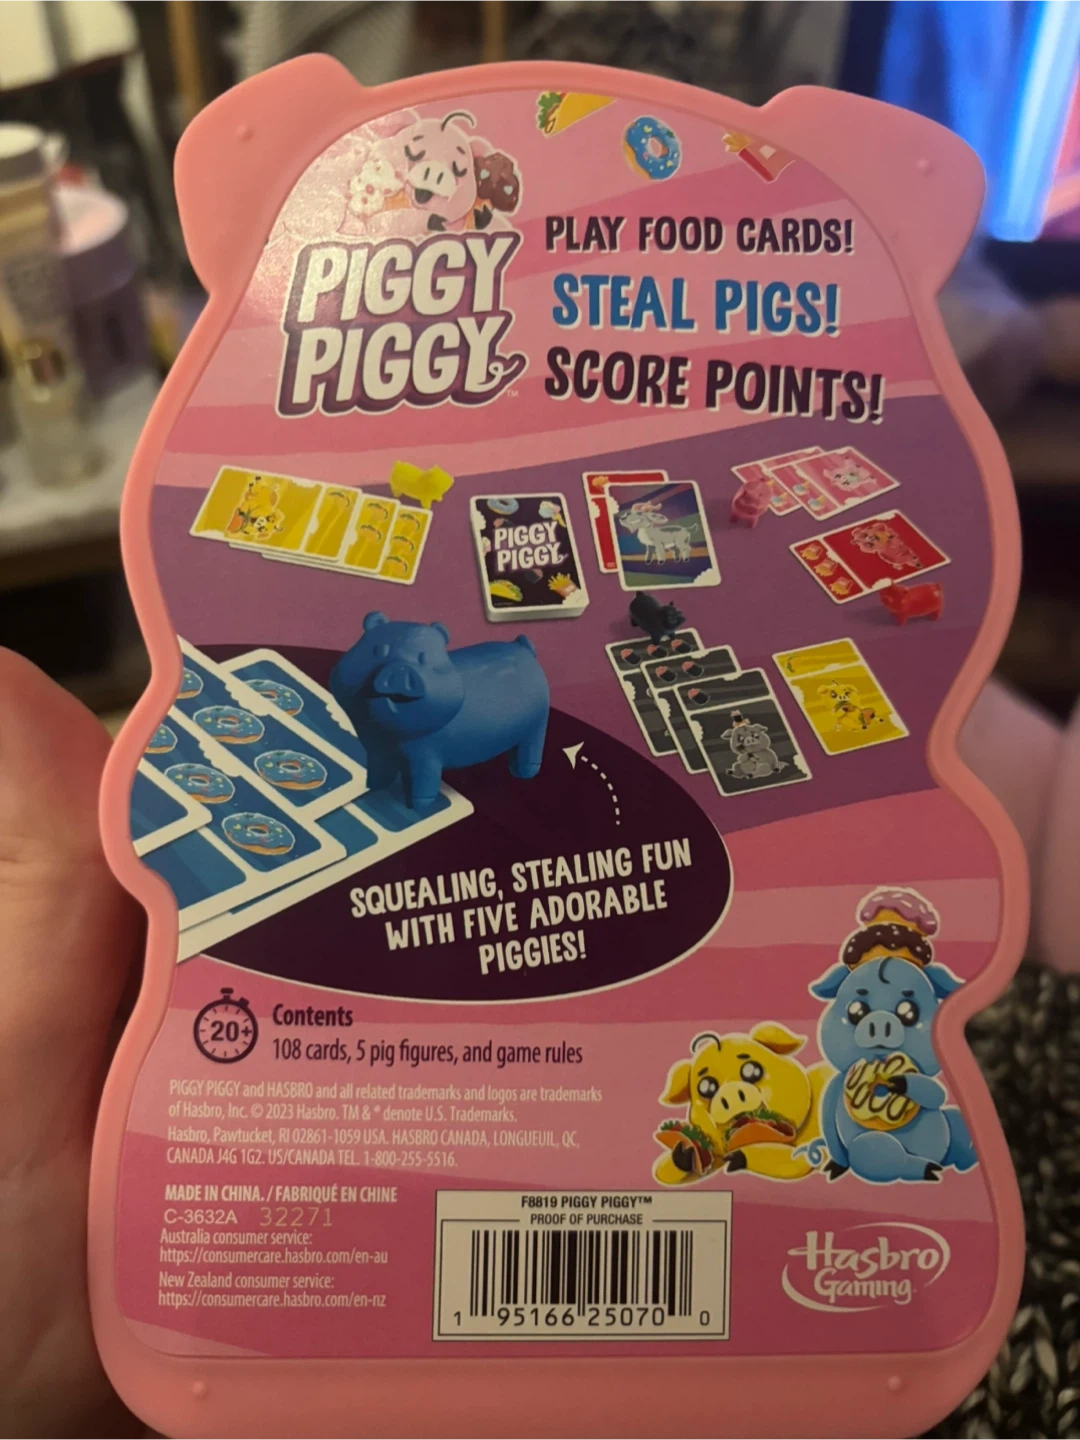 PIGGY
PIGGY™
PLAY FOOD CARDS!
STEAL PIGS!
SCORE POINTS!
PIGGY
PIGGY
SQUEALING, STEALING FUN
WITH FIVE ADORABLE
PIGGIES!
20+
Contents
108 cards, 5 pig figures, and game rules
PIGGY PIGGY and HASBRO and all related trademarks and logos are trademarks
of Hasbro, Inc. © 2023 Hasbro. TM & ® denote U.S. Trademarks.
Hasbro, Pawtucket, RI 02861-1059 USA. HASBRO CANADA, LONGUEUIL, QC,
CANADA J4G 1G2. US/CANADA TEL. 1-800-255-5516.
MADE IN CHINA. / FABRIQUÉ EN CHINE
C-3632A 32271
Australia consumer service:
https://consumercare.hasbro.com/en-au
New Zealand consumer service:
https://consumercare.hasbro.com/en-nz
F8819 PIGGY PIGGY™
PROOF OF PURCHASE
1 95166 25070 0
Hasbro
Gaming